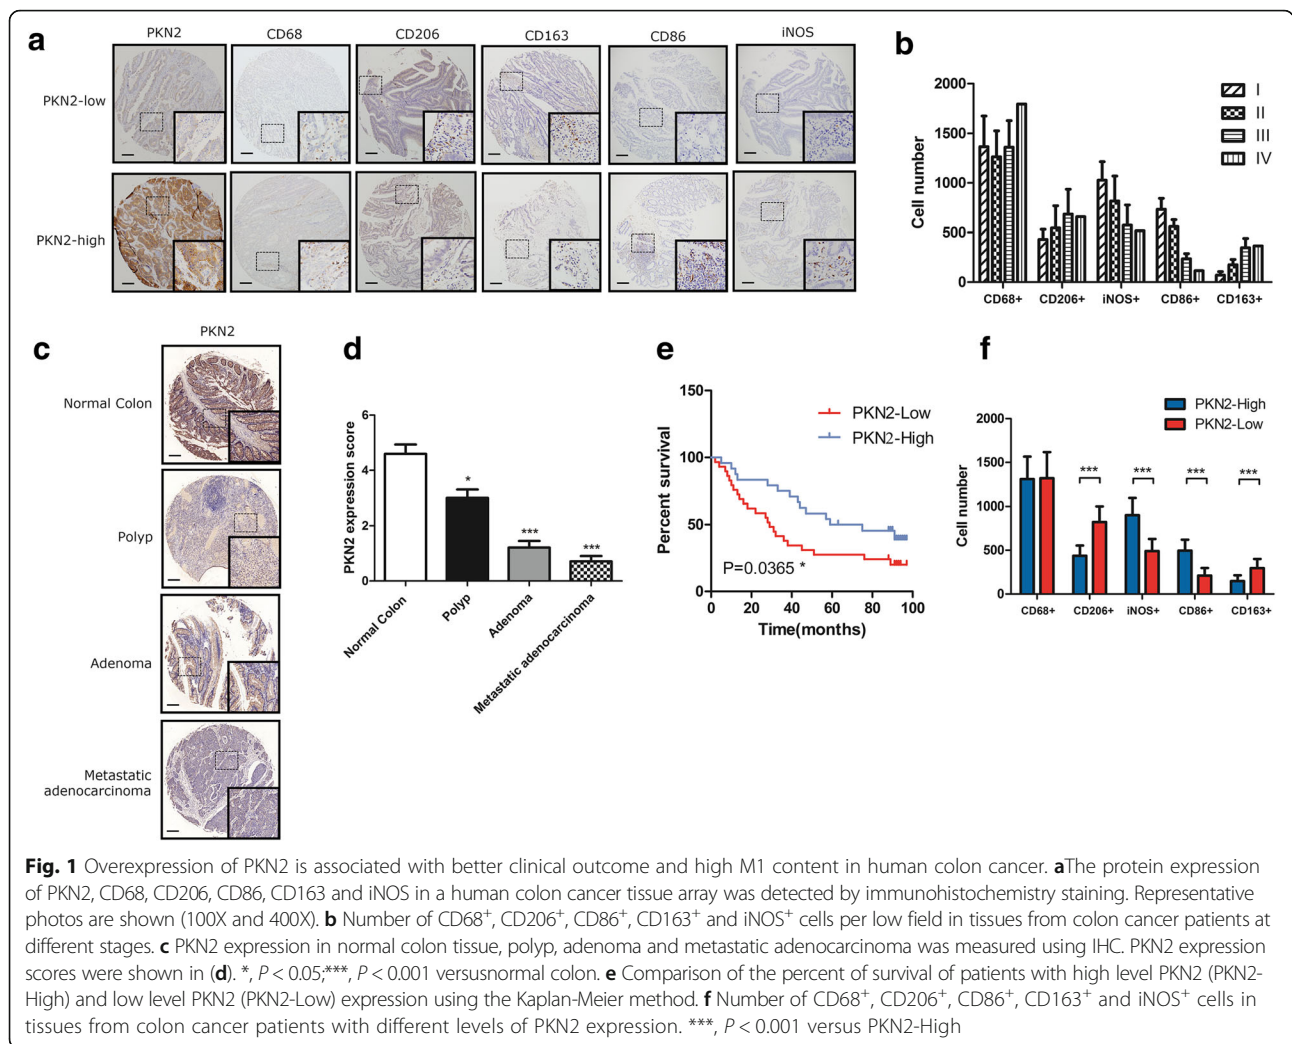 a
PKN2 CD68 CD206 CD163 CD86 iNOS
PKN2-low
PKN2-high
b
Cell number
2000
1500
1000
500
0
I
II
III
IV
CD68+ CD206+ iNOS+ CD86+ CD163+
c
PKN2
Normal Colon
Polyp
Adenoma
Metastatic
adenocarcinoma
d
PKN2 expression score
6
4
2
0
*
***
***
Normal Colon
Polyp
Adenoma
Metastatic adenocarcinoma
e
Percent survival
150
100
50
0
PKN2-Low
PKN2-High
P=0.0365 *
0 20 40 60 80 100
Time(months)
f
PKN2-High
PKN2-Low
Cell number
2000
1500
1000
500
0
*** *** *** ***
CD68+ CD206+ iNOS+ CD86+ CD163+
Fig. 1 Overexpression of PKN2 is associated with better clinical outcome and high M1 content in human colon cancer. aThe protein expression
of PKN2, CD68, CD206, CD86, CD163 and iNOS in a human colon cancer tissue array was detected by immunohistochemistry staining. Representative
photos are shown (100X and 400X). b Number of CD68⁺, CD206⁺, CD86⁺, CD163⁺ and iNOS⁺ cells per low field in tissues from colon cancer patients at
different stages. c PKN2 expression in normal colon tissue, polyp, adenoma and metastatic adenocarcinoma was measured using IHC. PKN2 expression
scores were shown in (d). *, P < 0.05;***, P < 0.001 versusnormal colon. e Comparison of the percent of survival of patients with high level PKN2 (PKN2-
High) and low level PKN2 (PKN2-Low) expression using the Kaplan-Meier method. f Number of CD68⁺, CD206⁺, CD86⁺, CD163⁺ and iNOS⁺ cells in
tissues from colon cancer patients with different levels of PKN2 expression. ***, P < 0.001 versus PKN2-High